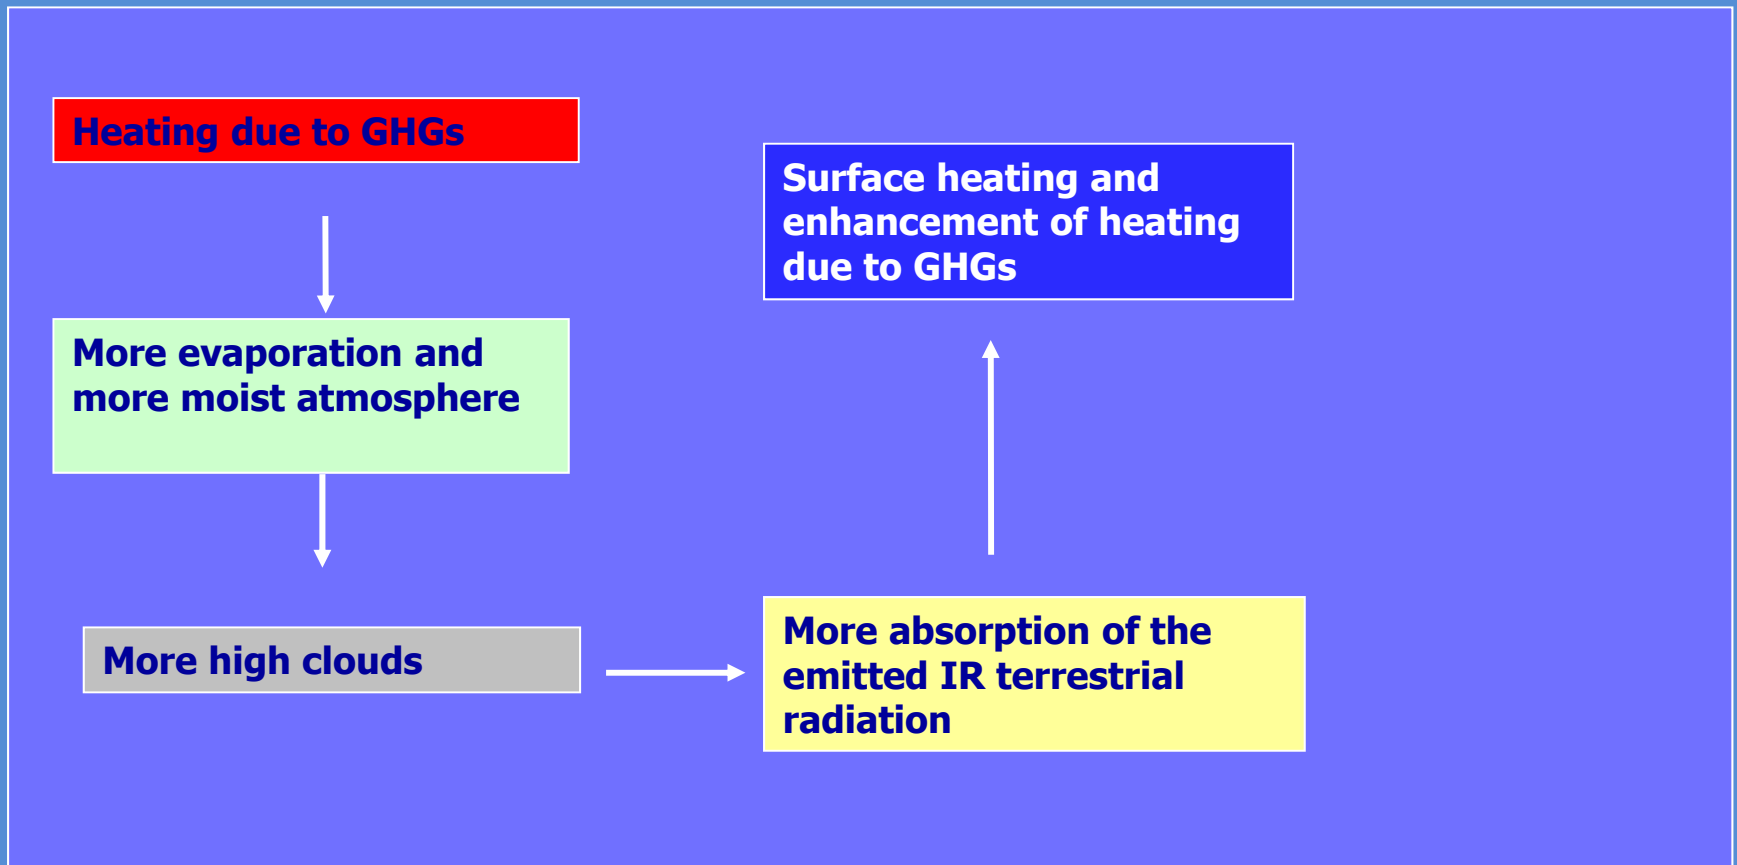 Heating due to GHGs
More evaporation and
more moist atmosphere
More high clouds
More absorption of the
emitted IR terrestrial
radiation
Surface heating and
enhancement of heating
due to GHGs